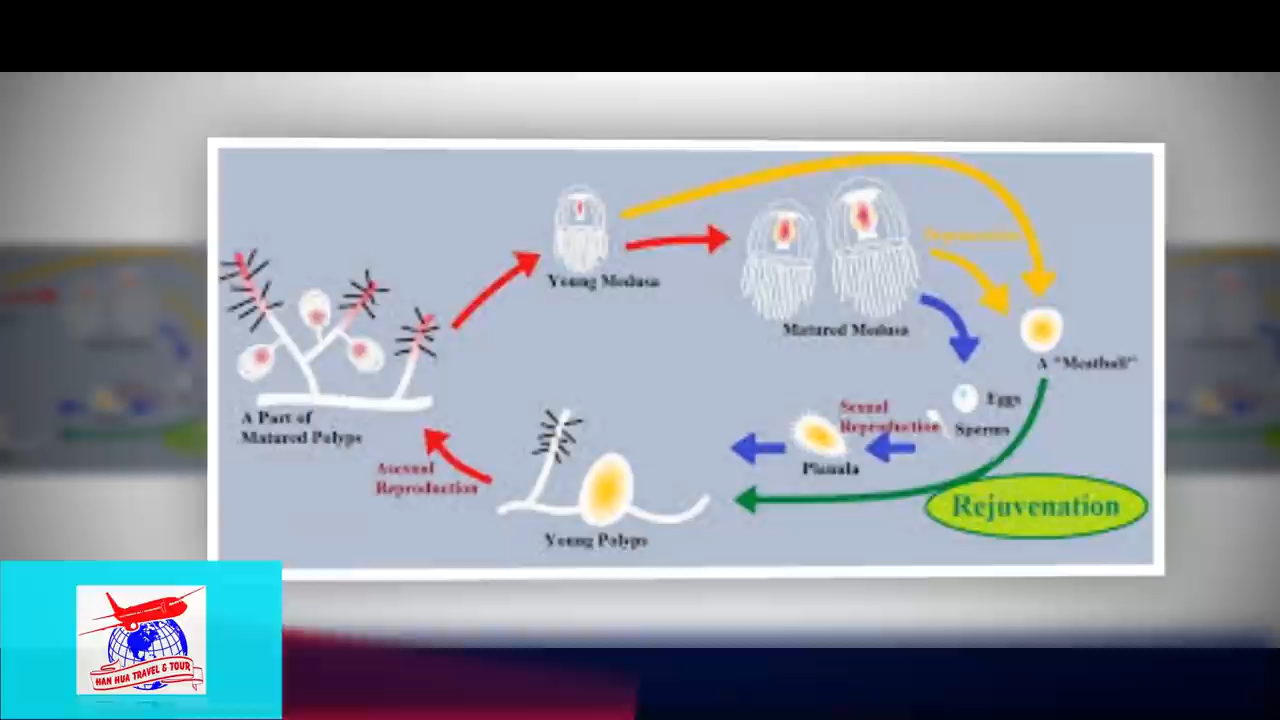 Young Medusa
Matured Medusa
A "Meatball"
Eggs
Sperms
Sexual
Reproduction
Planula
Rejuvenation
A Part of
Matured Polyps
Asexual
Reproduction
Young Polyps
HAN HUA TRAVEL & TOUR